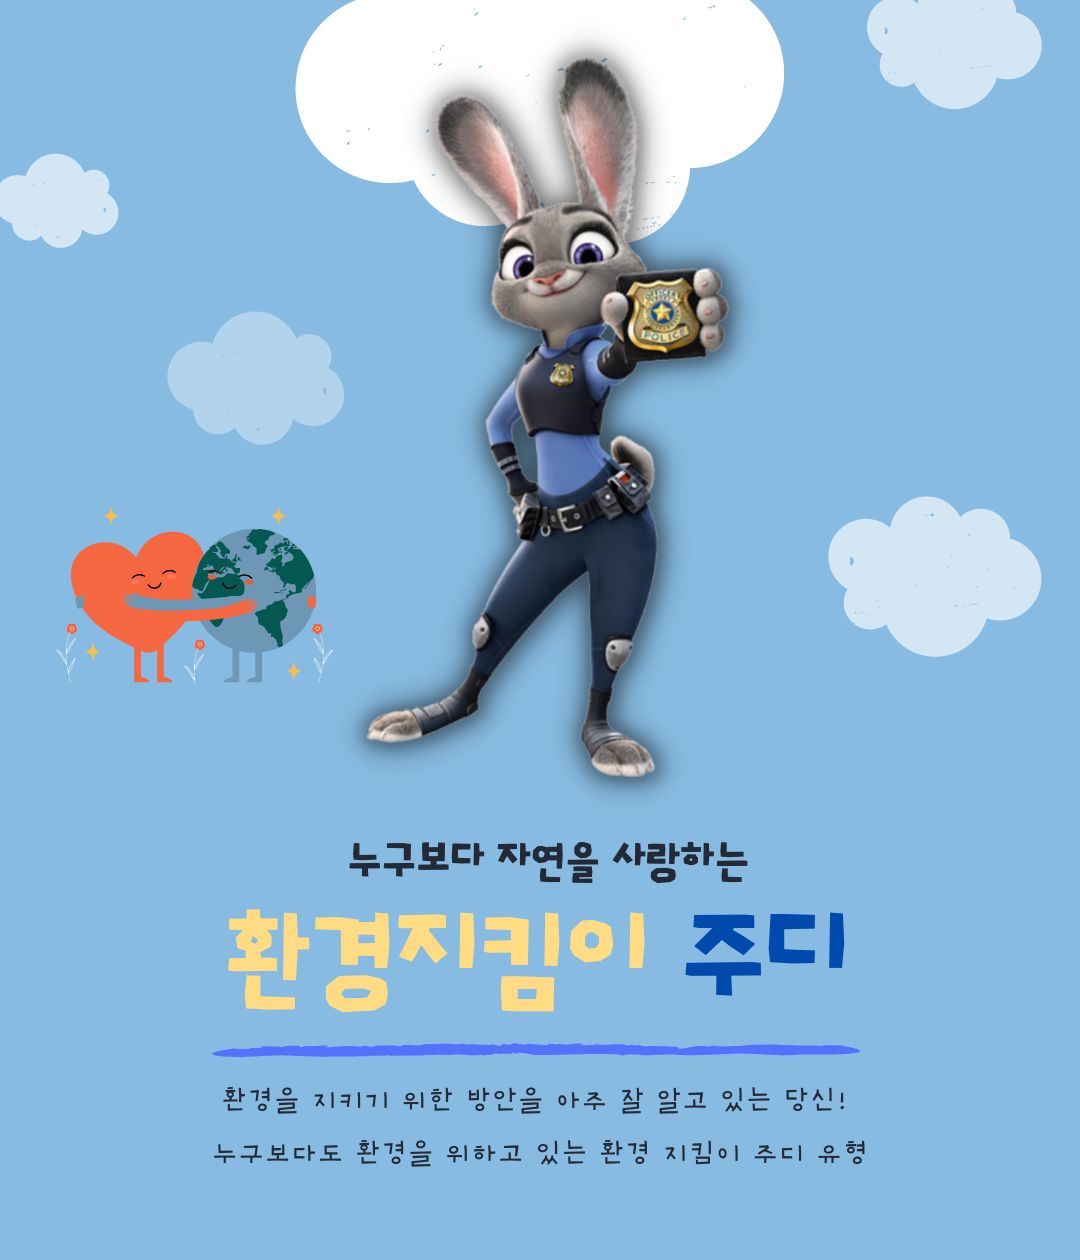 OFFICER
POLICE
누구보다 자연을 사랑하는
환경지킴이 주디
환경을 지키기 위한 방안을 아주 잘 알고 있는 당신!
누구보다도 환경을 위하고 있는 환경 지킴이 주디 유형